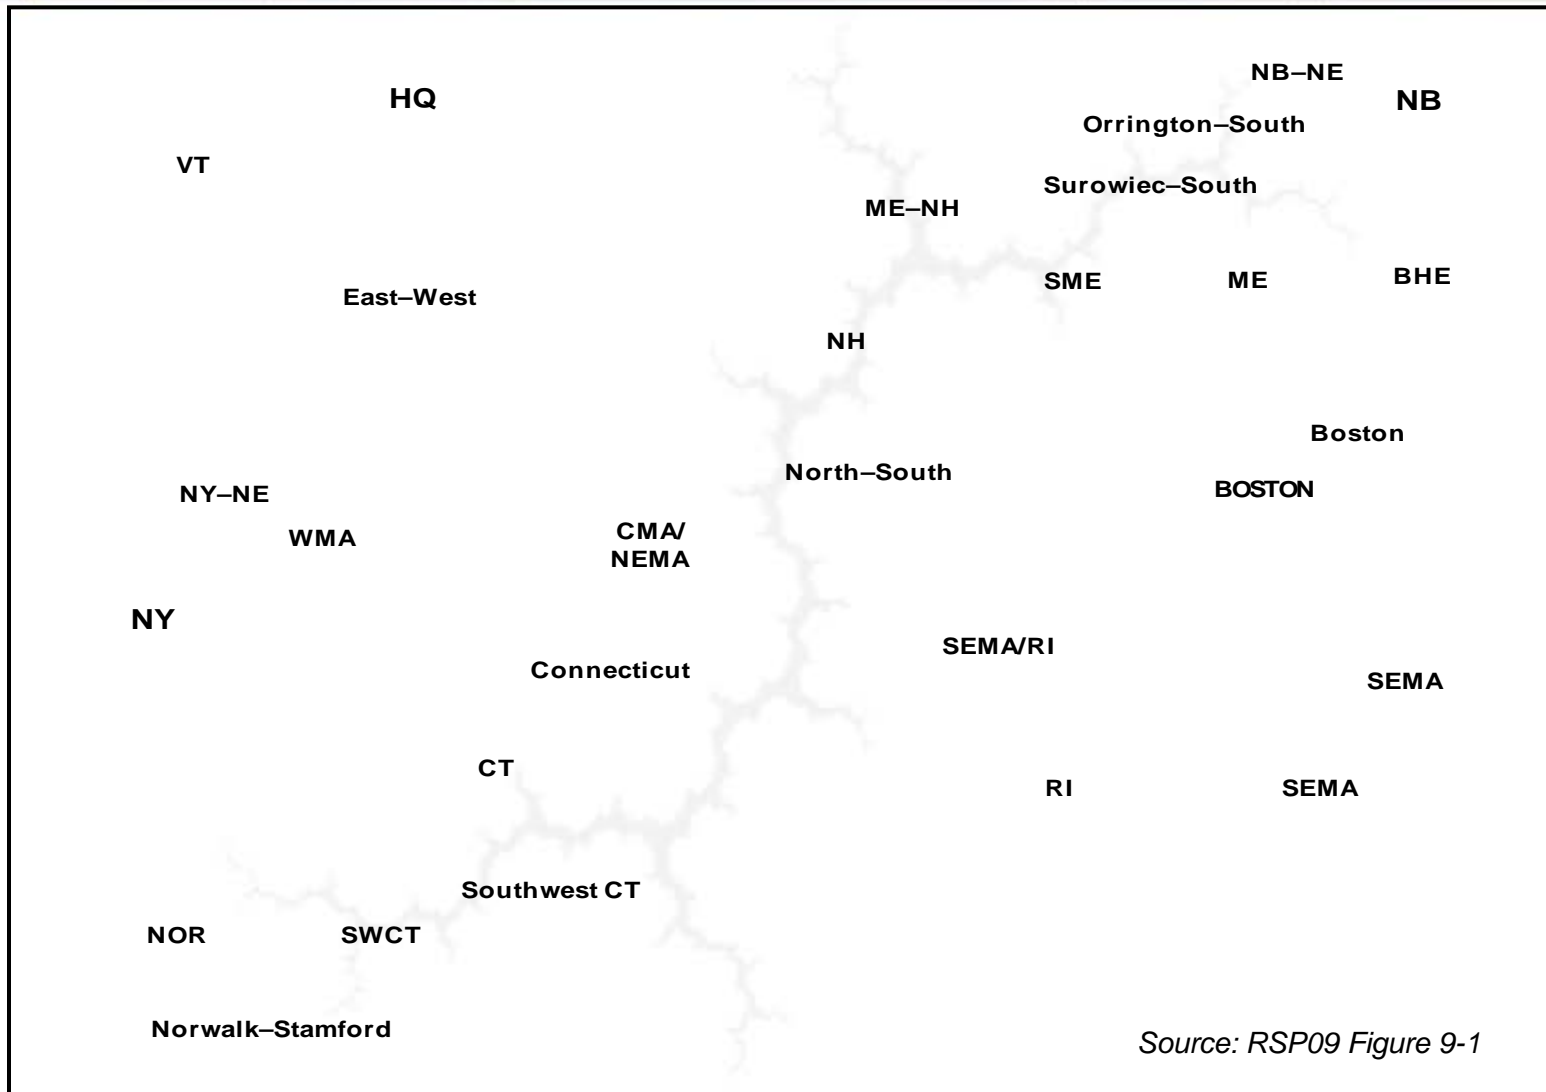 NB–NE
HQ
NB
Orrington–South
VT
Surowiec–South
ME–NH
SME
ME
BHE
East–West
NH
Boston
North–South
NY–NE
BOSTON
WMA
CMA/
NEMA
NY
SEMA/RI
Connecticut
SEMA
CT
RI
SEMA
Southwest CT
NOR
SWCT
Norwalk–Stamford
Source: RSP09 Figure 9-1